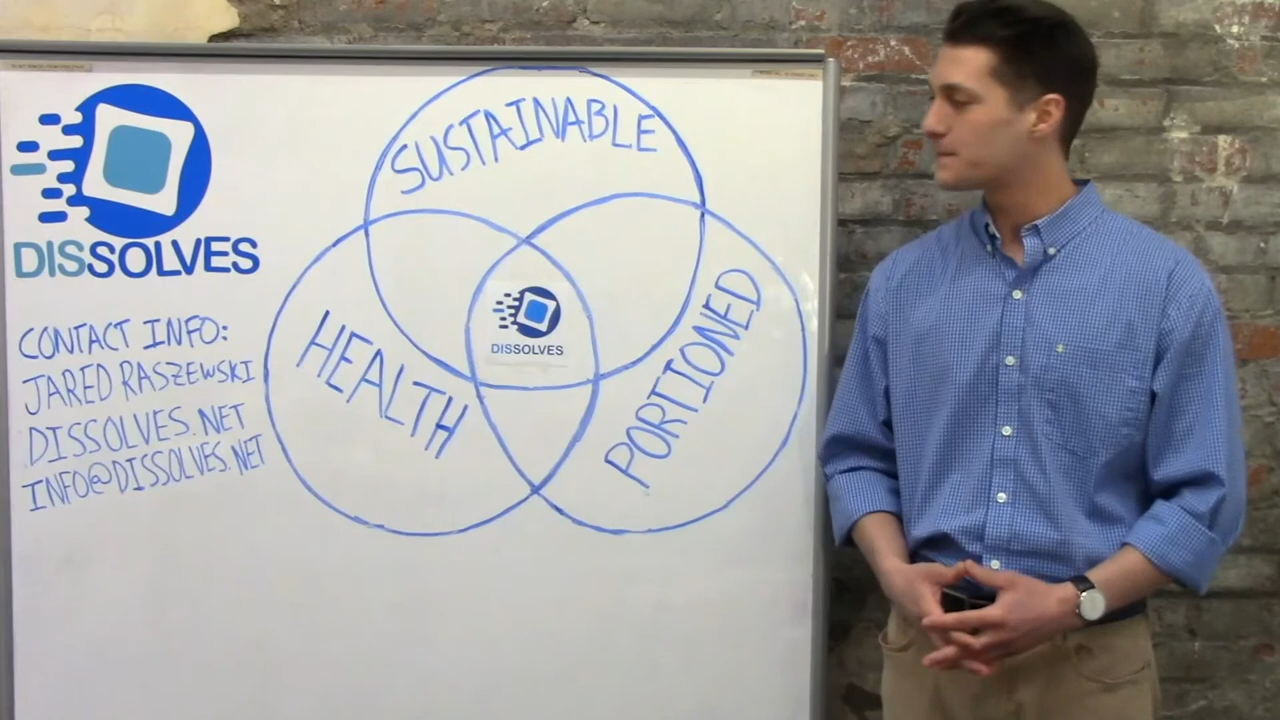 DISSOLVES
CONTACT INFO:
JARED RASZEWSKI
DISSOLVES.NET
INFO@DISSOLVES.NET
SUSTAINABLE
HEALTH
PORTIONED
DISSOLVES